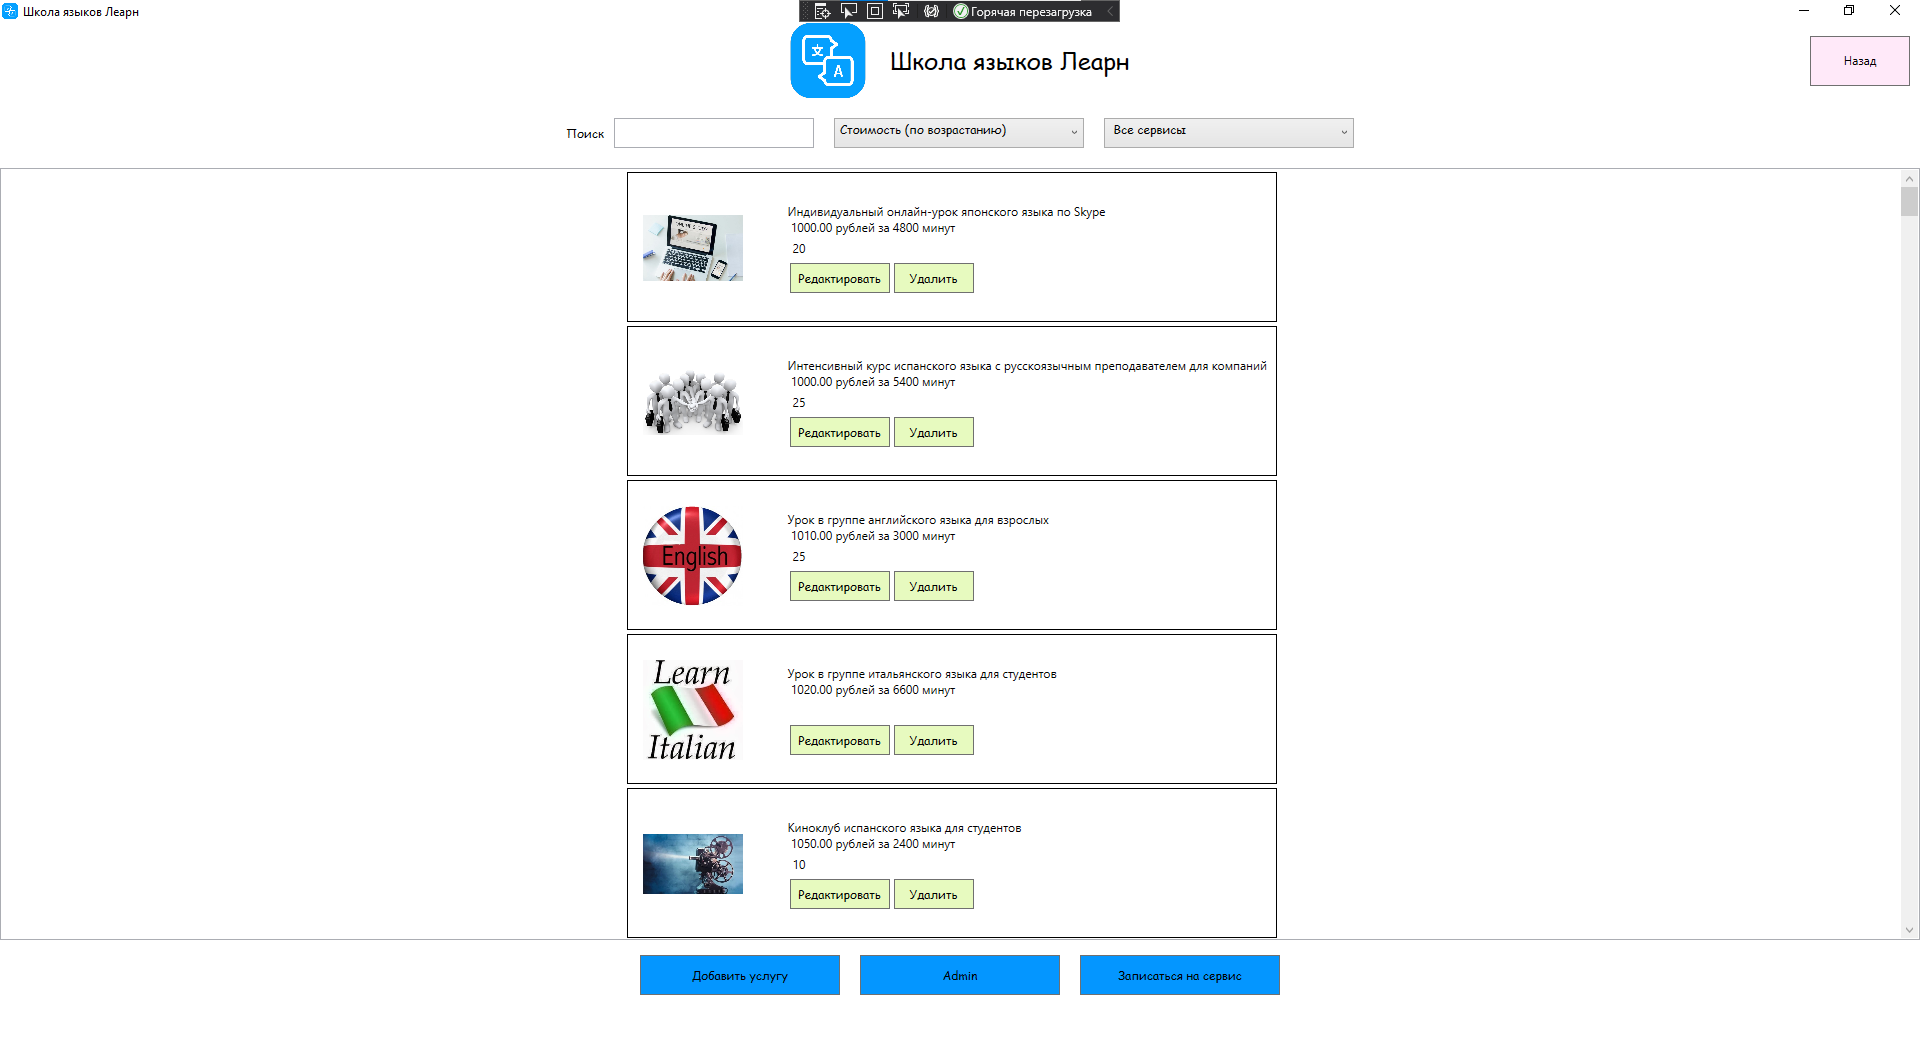 Школа языков Леарн
Горячая перезагрузка
文
A
Школа языков Леарн
Назад
Поиск
Стоимость (по возрастанию)
Все сервисы
Индивидуальный онлайн-урок японского языка по Skype
1000.00 рублей за 4800 минут
20
Редактировать
Удалить
Интенсивный курс испанского языка с русскоязычным преподавателем для компаний
1000.00 рублей за 5400 минут
25
Редактировать
Удалить
English
Урок в группе английского языка для взрослых
1010.00 рублей за 3000 минут
25
Редактировать
Удалить
Learn
Italian
Урок в группе итальянского языка для студентов
1020.00 рублей за 6600 минут
Редактировать
Удалить
Киноклуб испанского языка для студентов
1050.00 рублей за 2400 минут
10
Редактировать
Удалить
Добавить услугу
Admin
Записаться на сервис